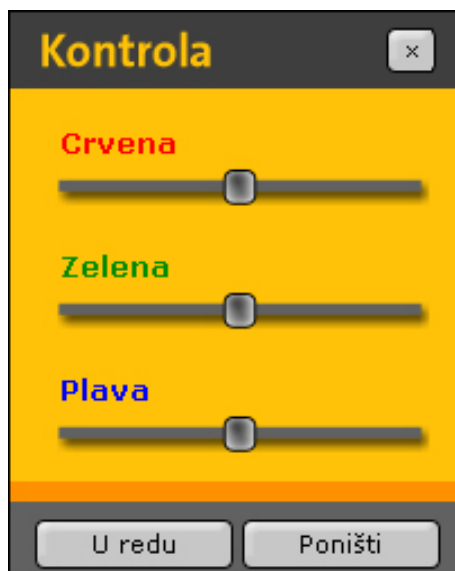 Kontrola
×
Crvena
Zelena
Plava
U redu Poništi